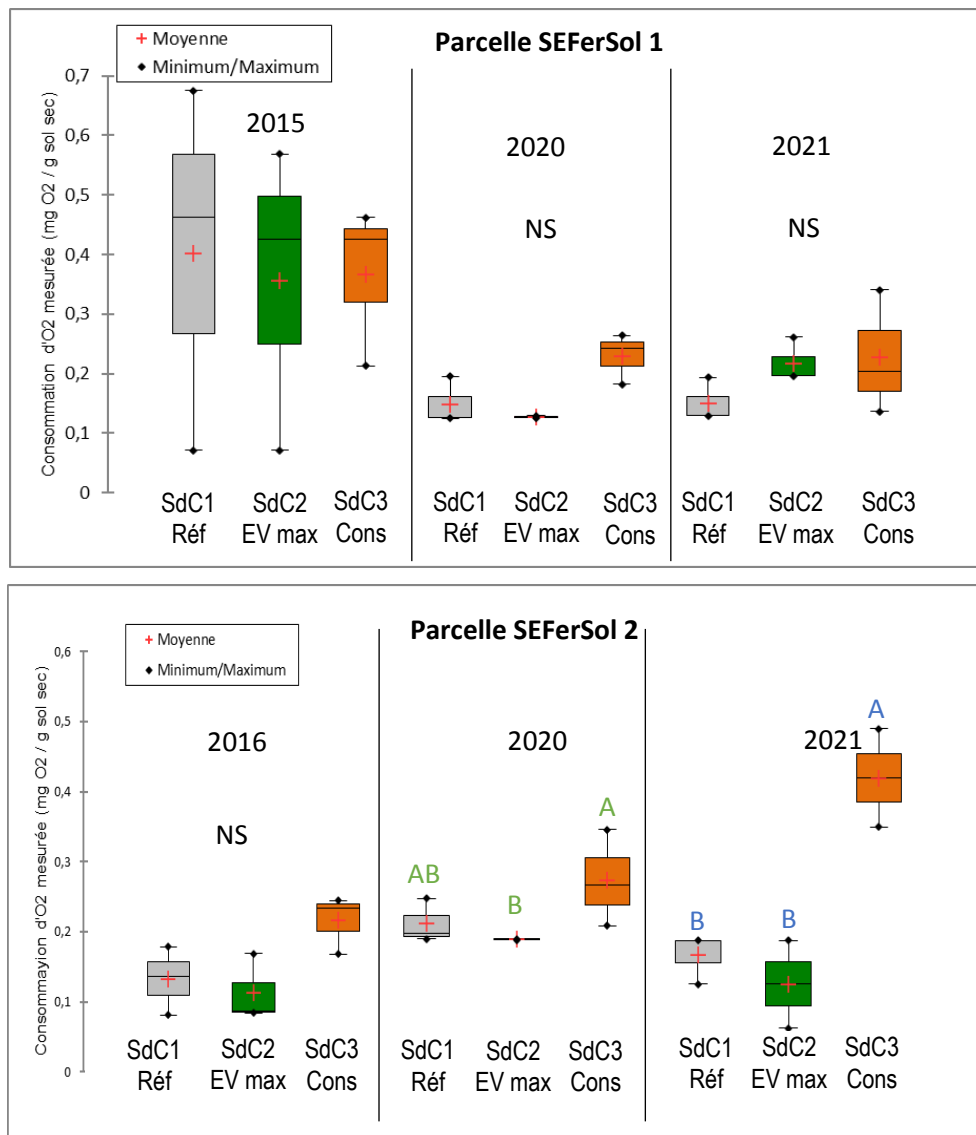 Parcelle SEFerSol 1
Moyenne
Minimum/Maximum
Consommation d'O2 mesurée (mg O2 / g sol sec)
0,7
0,6
0,5
0,4
0,3
0,2
0,1
0
2015
2020
2021
NS
NS
SdC1
Réf
SdC2
EV max
SdC3
Cons
SdC1
Réf
SdC2
EV max
SdC3
Cons
SdC1
Réf
SdC2
EV max
SdC3
Cons
Parcelle SEFerSol 2
Moyenne
Minimum/Maximum
Consommayion d'O2 mesurée (mg O2 / g sol sec)
0,6
0,5
0,4
0,3
0,2
0,1
0
2016
2020
2021
NS
AB
B
A
B
B
A
SdC1
Réf
SdC2
EV max
SdC3
Cons
SdC1
Réf
SdC2
EV max
SdC3
Cons
SdC1
Réf
SdC2
EV max
SdC3
Cons